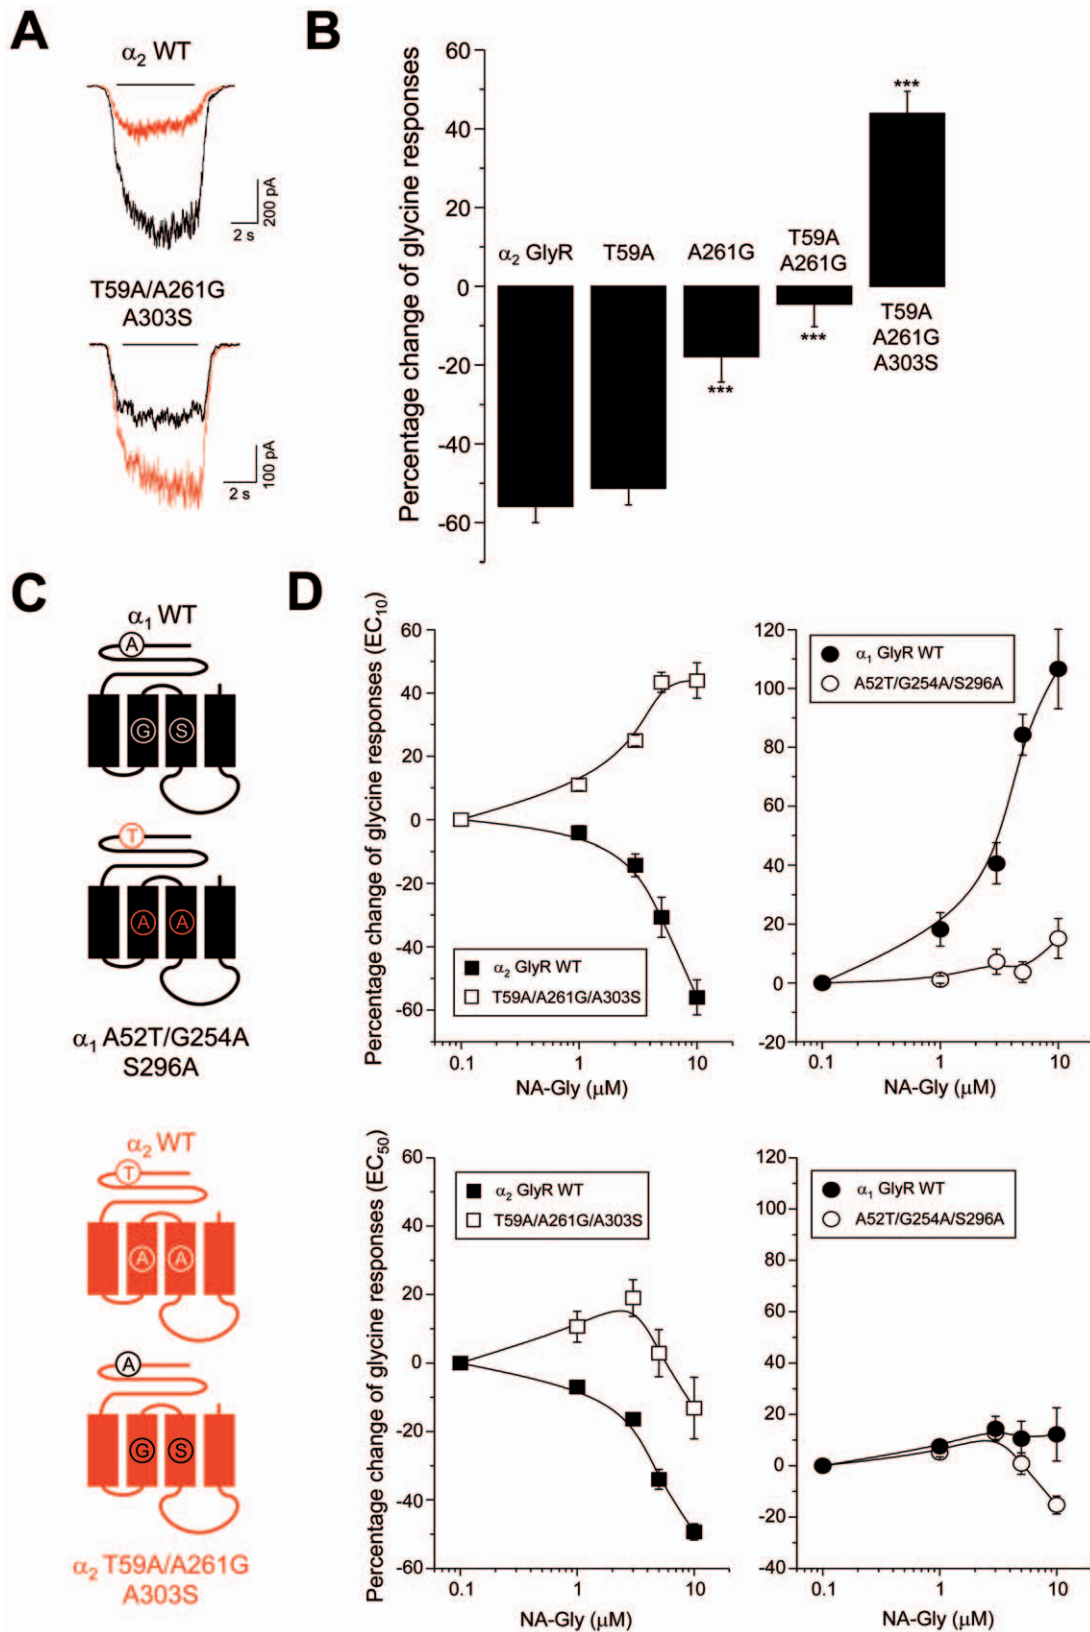 A
α₂ WT
200 pA
2 s
T59A/A261G
A303S
100 pA
2 s
B
Percentage change of glycine responses
60
40
20
0
-20
-40
-60
α₂ GlyR
T59A
A261G
T59A
A261G
T59A
A261G
A303S
***
***
***
C
α₁ WT
A
G
S
T
A
A
α₁ A52T/G254A
S296A
α₂ WT
T
A
A
A
G
S
α₂ T59A/A261G
A303S
D
Percentage change of glycine responses (EC₁₀)
60
40
20
0
-20
-40
-60
α₂ GlyR WT
T59A/A261G/A303S
0.1
1
10
NA-Gly (μM)
120
100
80
60
40
20
0
-20
α₁ GlyR WT
A52T/G254A/S296A
0.1
1
10
NA-Gly (μM)
Percentage change of glycine responses (EC₅₀)
60
40
20
0
-20
-40
-60
α₂ GlyR WT
T59A/A261G/A303S
0.1
1
10
NA-Gly (μM)
120
100
80
60
40
20
0
-20
-40
α₁ GlyR WT
A52T/G254A/S296A
0.1
1
10
NA-Gly (μM)